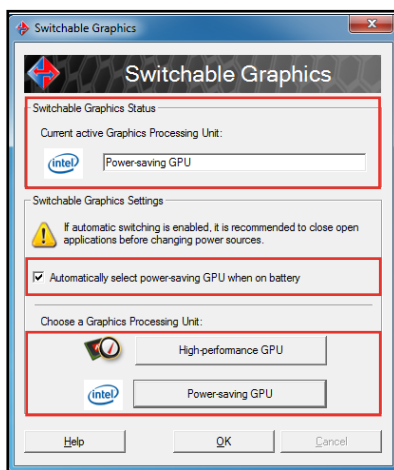 Switchable Graphics
Switchable Graphics
Switchable Graphics Status
Current active Graphics Processing Unit:
intel
Power-saving GPU
Switchable Graphics Settings
If automatic switching is enabled, it is recommended to close open
applications before changing power sources.
Automatically select power-saving GPU when on battery
Choose a Graphics Processing Unit:
High-performance GPU
intel
Power-saving GPU
Help OK Cancel